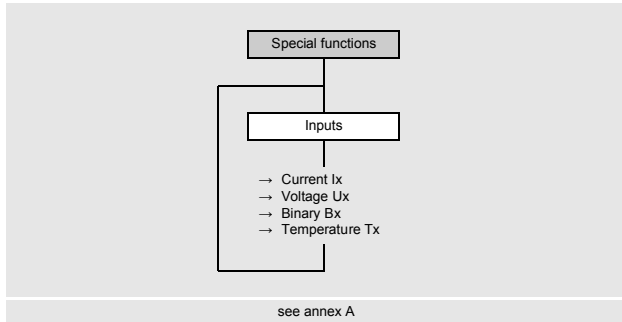 Special functions
Inputs
→ Current Ix
→ Voltage Ux
→ Binary Bx
→ Temperature Tx
see annex A